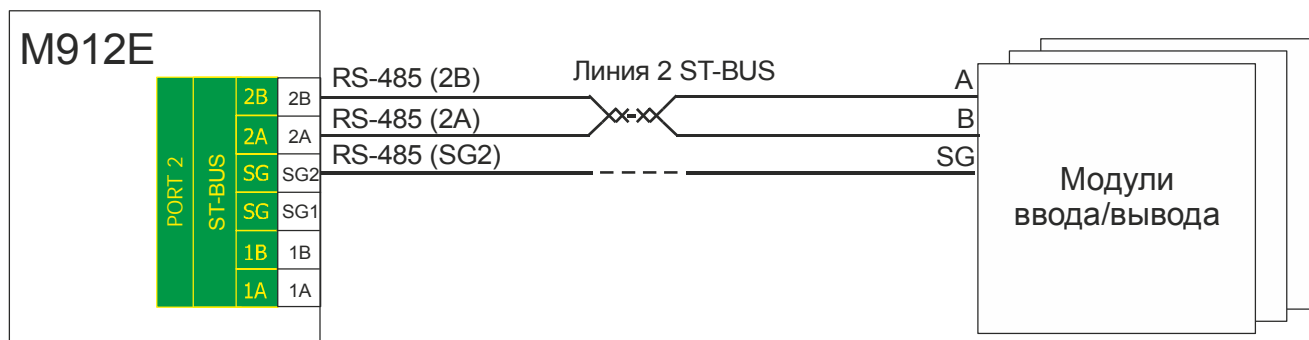 M912E
PORT 2
ST-BUS
2B 2B
2A 2A
SG SG2
SG SG1
1B 1B
1A 1A
RS-485 (2B)
RS-485 (2A)
RS-485 (SG2)
Линия 2 ST-BUS
A
B
SG
Модули
ввода/вывода